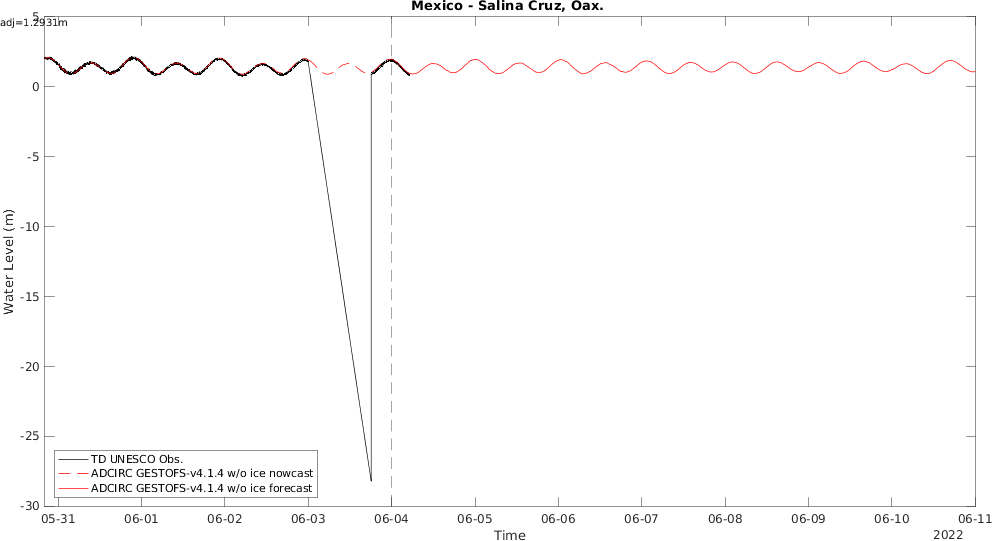 Mexico - Salina Cruz, Oax.
adj=1.2931m
5
0
-5
-10
-15
-20
-25
-30
Water Level (m)
TD UNESCO Obs.
ADCIRC GESTOFS-v4.1.4 w/o ice nowcast
ADCIRC GESTOFS-v4.1.4 w/o ice forecast
05-31 06-01 06-02 06-03 06-04 06-05 06-06 06-07 06-08 06-09 06-10 06-11
Time
2022